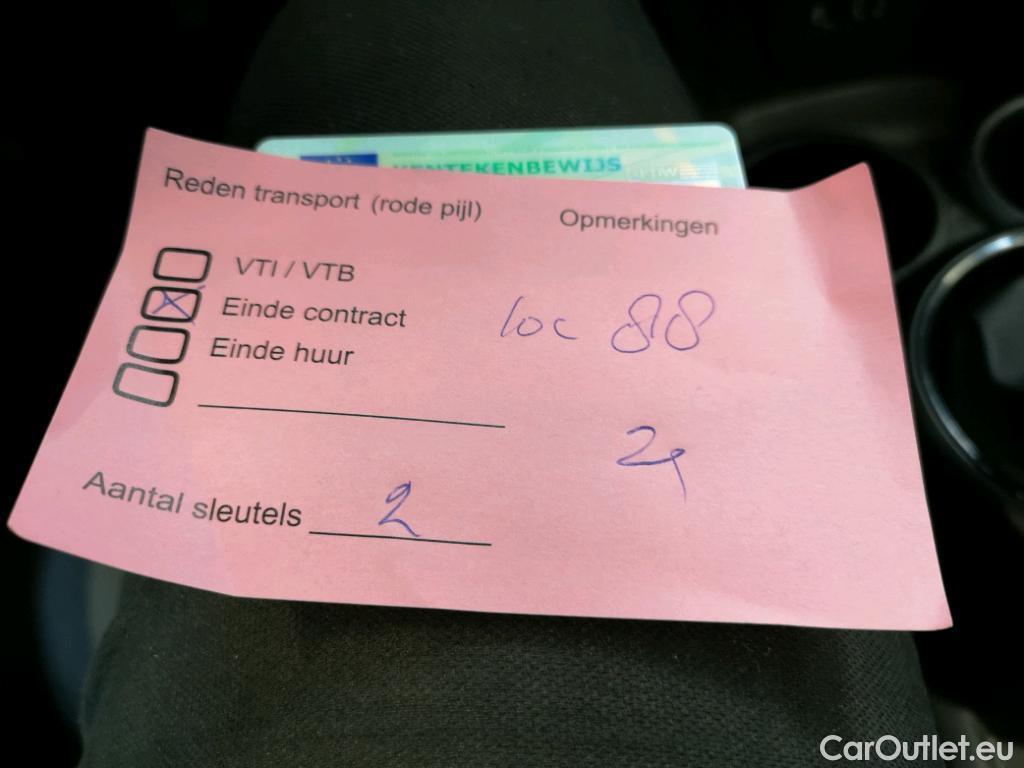 KENTEKENBEWIJS
Reden transport (rode pijl)
Opmerkingen
VTI / VTB
Einde contract
Einde huur
loc 88
Aantal sleutels 2
CarOutlet.eu